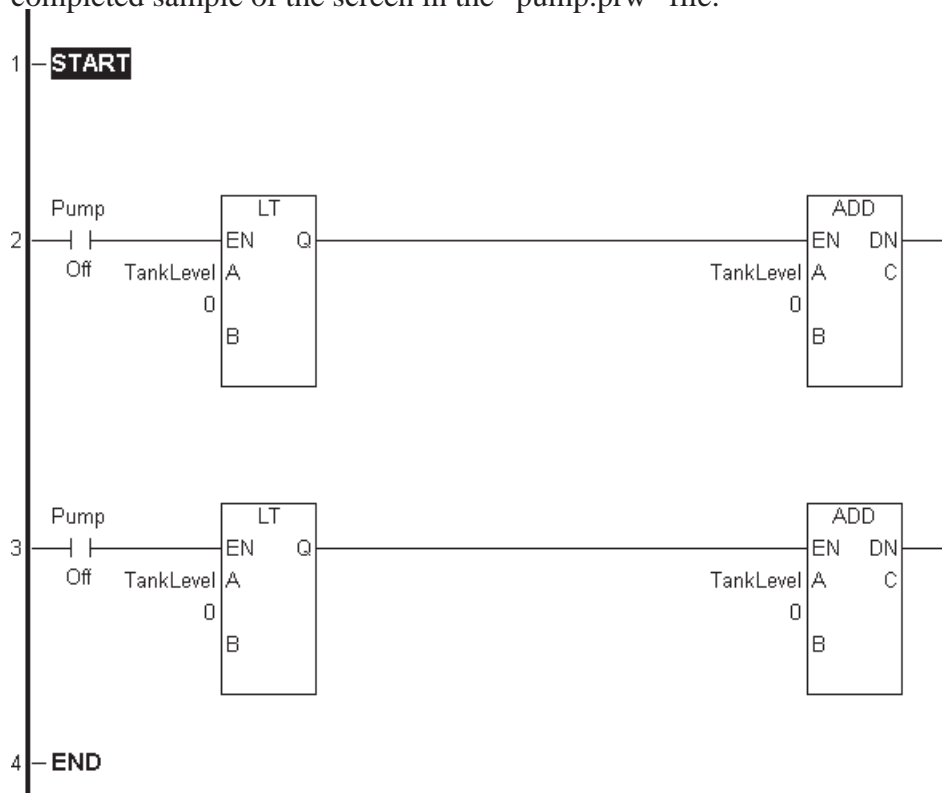 completed sample of the screen in the "pump.prw" file.
1 START
Pump LT ADD
2 EN Q EN DN
Off TankLevel A TankLevel A C
0 0
B B
Pump LT ADD
3 EN Q EN DN
Off TankLevel A TankLevel A C
0 0
B B
4 END